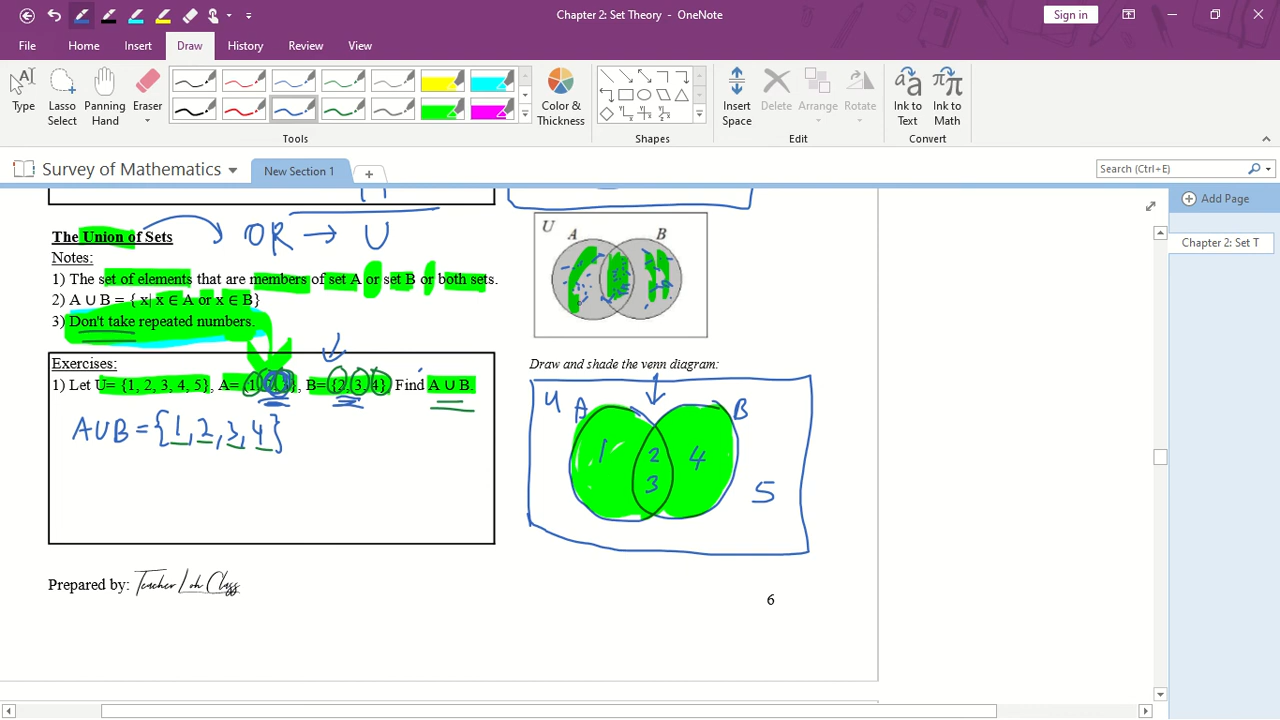 Chapter 2: Set Theory - OneNote
Sign in
File Home Insert Draw History Review View
Type
Lasso Select
Panning Hand
Eraser
Color & Thickness
Insert Space
Delete
Arrange
Rotate
Ink to Text
Ink to Math
Tools
Shapes
Edit
Convert
Survey of Mathematics
New Section 1
Search (Ctrl+E)
Add Page
Chapter 2: Set T
The Union of Sets
OR → U
Notes:
1) The set of elements that are members of set A or set B or both sets.
2) A ∪ B = { x| x ∈ A or x ∈ B}
3) Don't take repeated numbers.
U
A
B
Exercises:
1) Let U= {1, 2, 3, 4, 5}, A= {1, 2, 3}, B= {2, 3, 4}. Find A ∪ B.
A∪B = {1, 2, 3, 4}
Draw and shade the venn diagram:
U
A
B
1
2
3
4
5
Prepared by: Teacher Loh Class
6